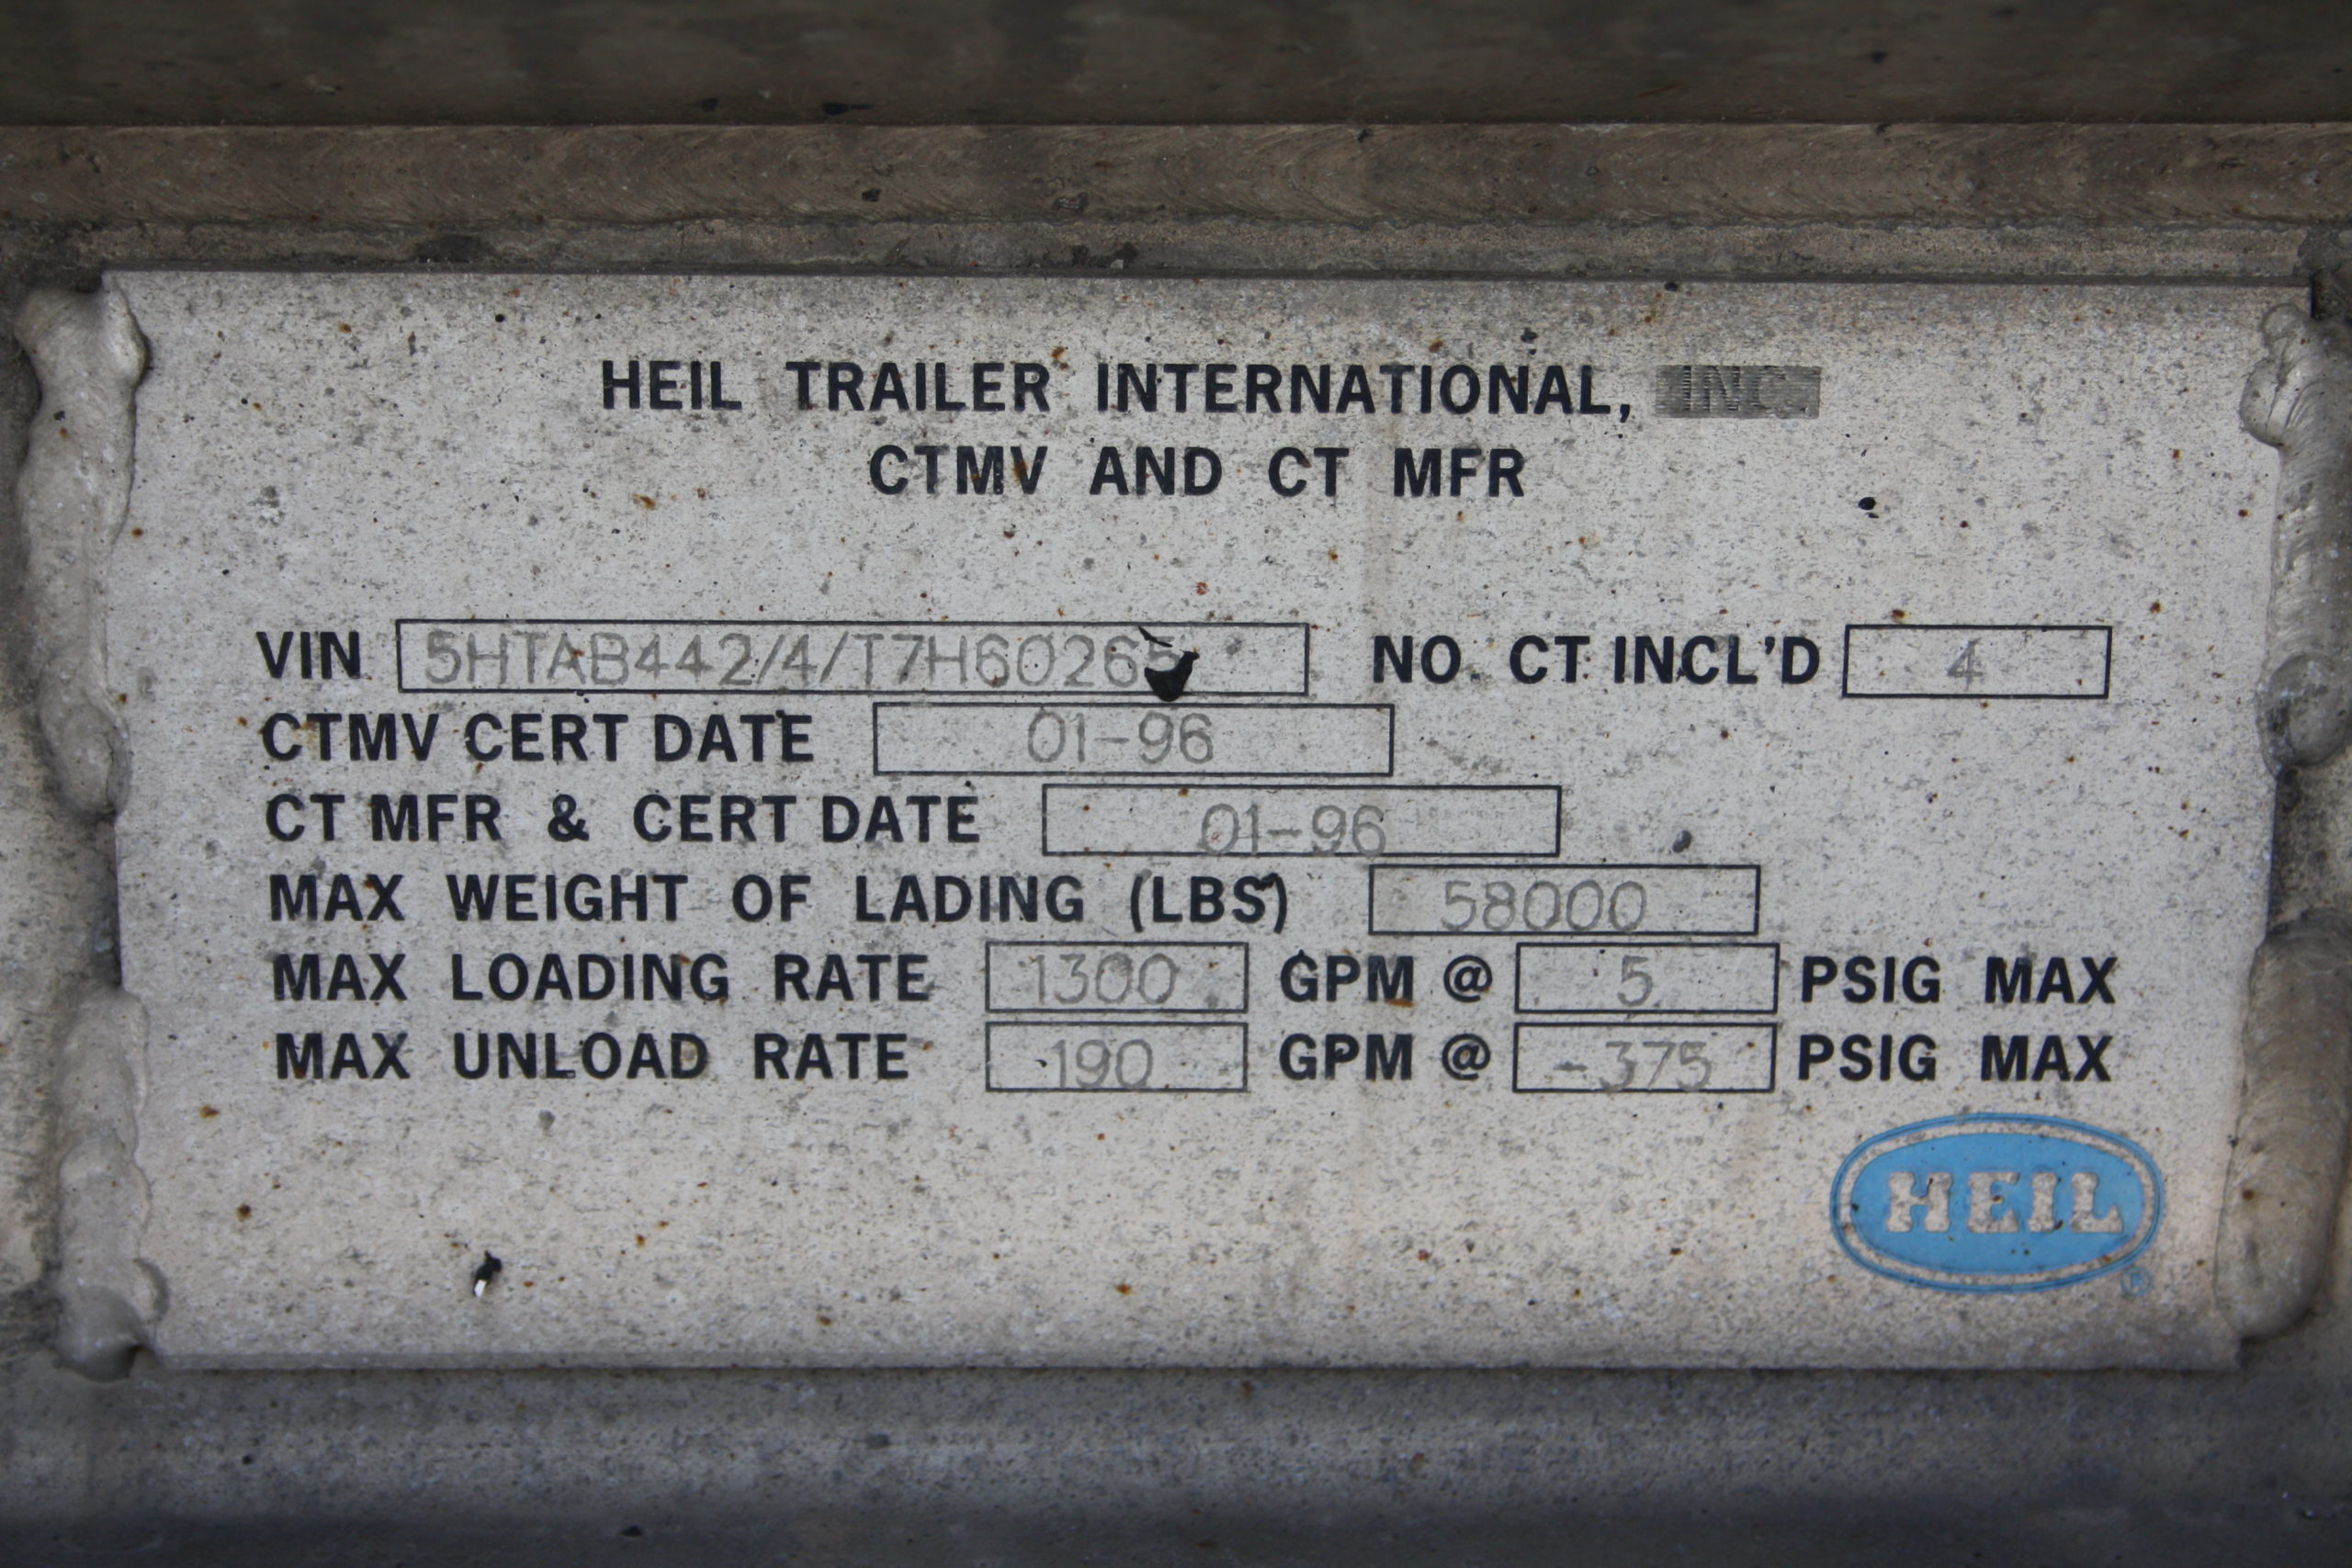 HEIL TRAILER INTERNATIONAL, INC.
CTMV AND CT MFR
VIN 5HTAB442/4/T7H60265 NO. CT INCL'D 4
CTMV CERT DATE 01-96
CT MFR & CERT DATE 01-96
MAX WEIGHT OF LADING (LBS) 58000
MAX LOADING RATE 1300 GPM @ 5 PSIG MAX
MAX UNLOAD RATE 190 GPM @ -375 PSIG MAX
HEIL ®